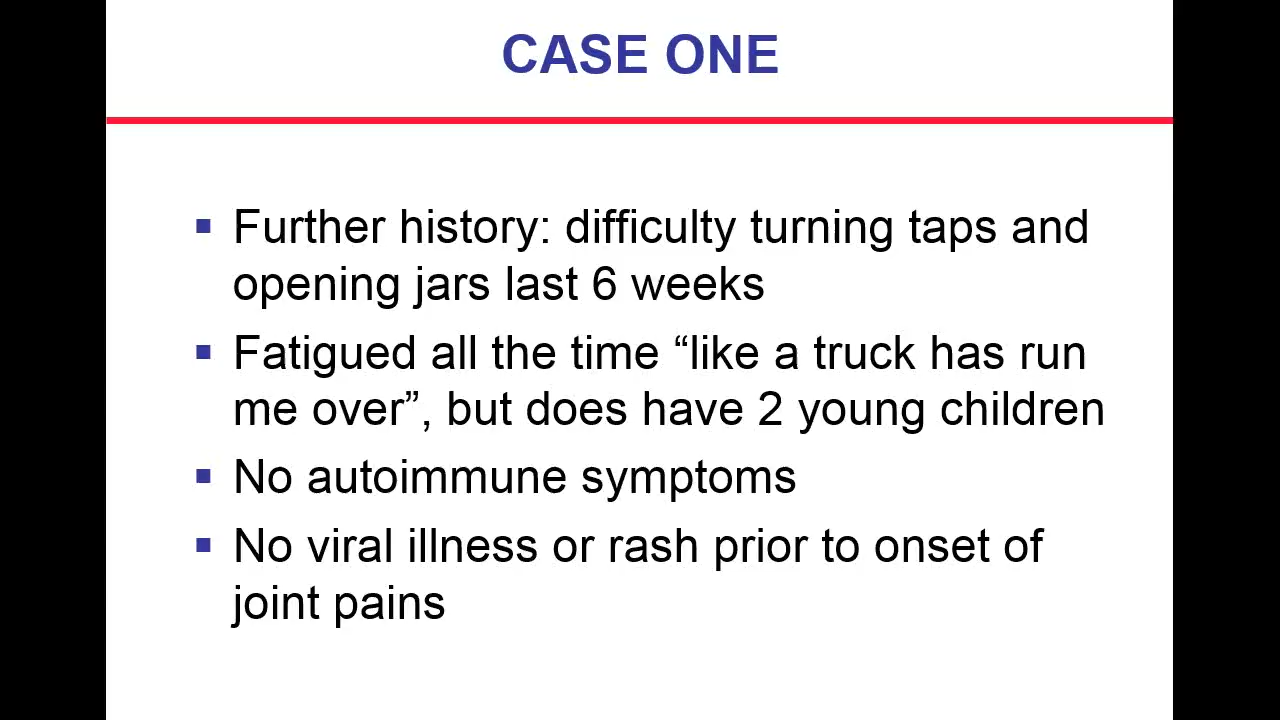 CASE ONE
Further history: difficulty turning taps and
opening jars last 6 weeks
Fatigued all the time “like a truck has run
me over”, but does have 2 young children
No autoimmune symptoms
No viral illness or rash prior to onset of
joint pains